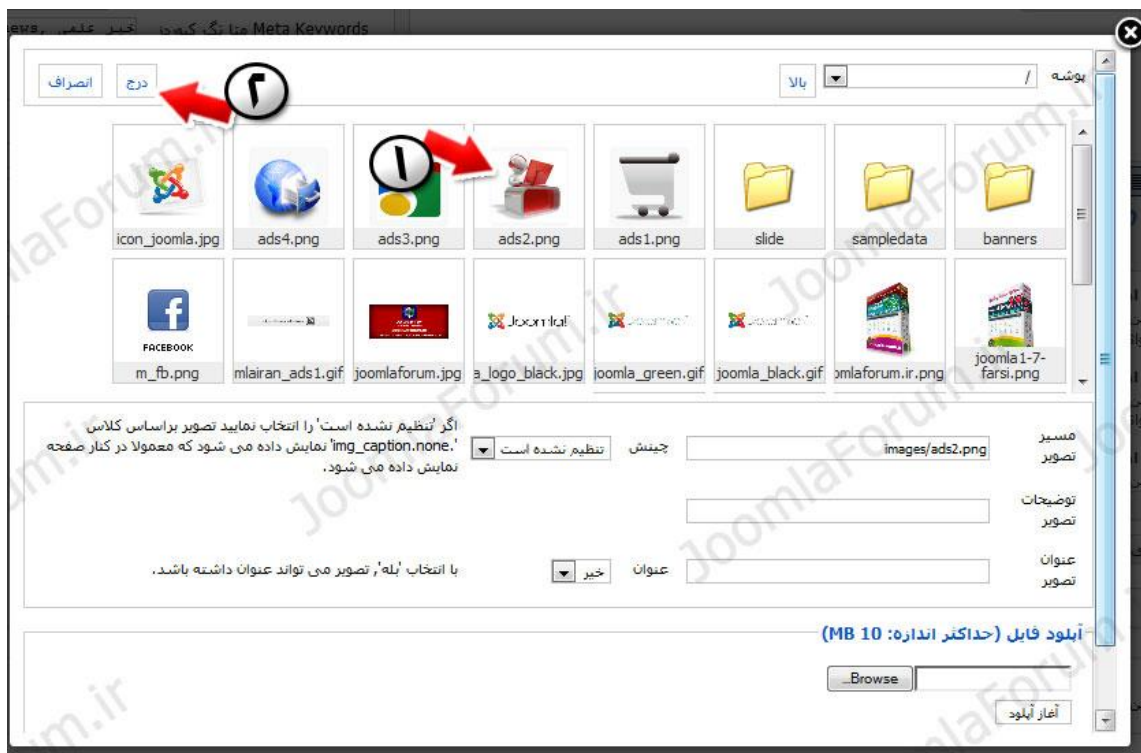 Meta Keywords متا تگ کیورد
خبر علمی ,news
پوشه
/
بالا
درج
انصراف
۲
۱
banners
sampledata
slide
ads1.png
ads2.png
ads3.png
ads4.png
icon_joomla.jpg
joomla1-7-
farsi.png
omlaforum.ir.png
joomla_black.gif
joomla_green.gif
a_logo_black.jpg
joomlaforum.jpg
mlairan_ads1.gif
FACEBOOK
m_fb.png
مسیر
تصویر
images/ads2.png
چینش
تنظیم نشده است
اگر 'تنظیم نشده است' را انتخاب نمایید تصویر براساس کلاس
'img_caption.none.' نمایش داده می شود که معمولا در کنار صفحه
نمایش داده می شود.
توضیحات
تصویر
عنوان
تصویر
عنوان
خیر
با انتخاب 'بله', تصویر می تواند عنوان داشته باشد.
آپلود فایل (حداکثر اندازه: 10 MB)
Browse...
آغاز آپلود
JoomlaForum.ir